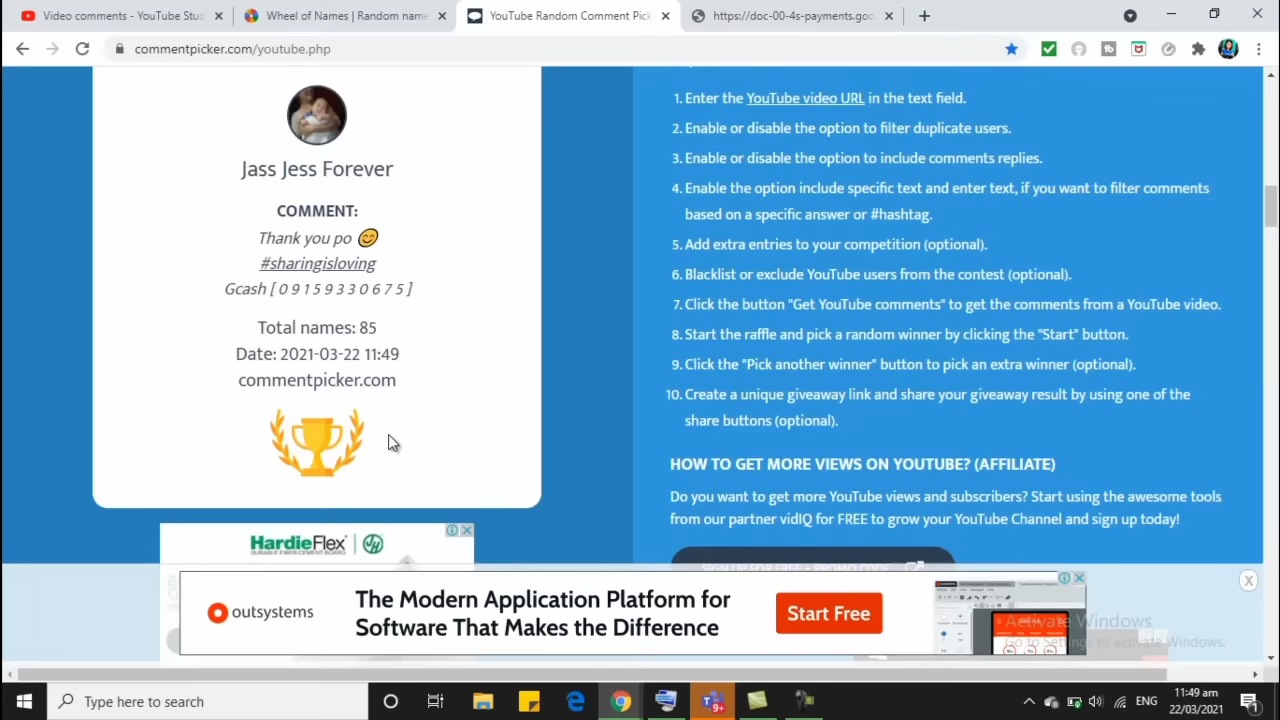 Video comments - YouTube Stud
Wheel of Names | Random name
YouTube Random Comment Pick
https://doc-00-4s-payments.goo
commentpicker.com/youtube.php
Jass Jess Forever
COMMENT:
Thank you po 😊
#sharingisloving
Gcash [ 0 9 1 5 9 3 3 0 6 7 5 ]
Total names: 85
Date: 2021-03-22 11:49
commentpicker.com
1. Enter the YouTube video URL in the text field.
2. Enable or disable the option to filter duplicate users.
3. Enable or disable the option to include comments replies.
4. Enable the option include specific text and enter text, if you want to filter comments
based on a specific answer or #hashtag.
5. Add extra entries to your competition (optional).
6. Blacklist or exclude YouTube users from the contest (optional).
7. Click the button "Get YouTube comments" to get the comments from a YouTube video.
8. Start the raffle and pick a random winner by clicking the "Start" button.
9. Click the "Pick another winner" button to pick an extra winner (optional).
10. Create a unique giveaway link and share your giveaway result by using one of the
share buttons (optional).
HOW TO GET MORE VIEWS ON YOUTUBE? (AFFILIATE)
Do you want to get more YouTube views and subscribers? Start using the awesome tools
from our partner vidIQ for FREE to grow your YouTube Channel and sign up today!
HardieFlex
outsystems
The Modern Application Platform for
Software That Makes the Difference
Start Free
Activate Windows
Go to Settings to activate Windows.
Type here to search
9+
ENG
11:49 am
22/03/2021
1